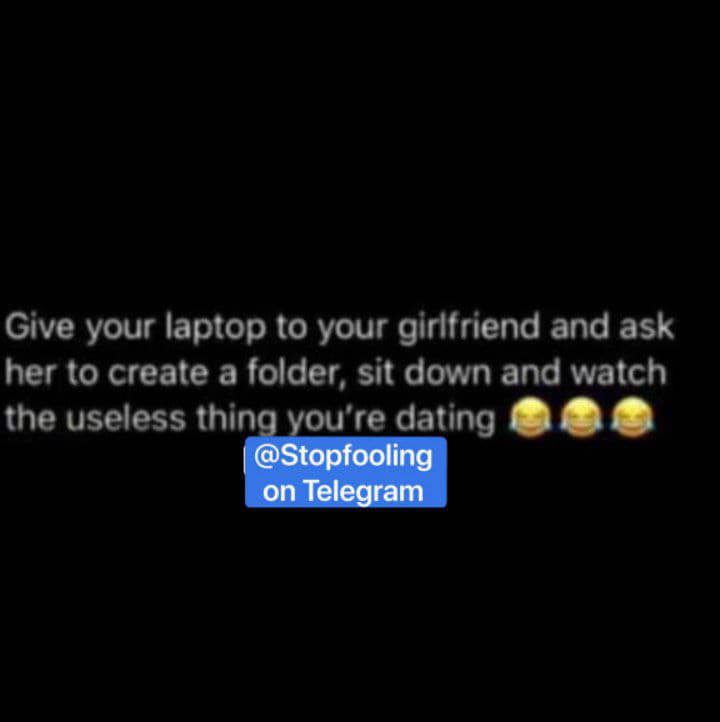 Give your laptop to your girlfriend and ask
her to create a folder, sit down and watch
the useless thing you're dating 😂😂😂
@Stopfooling
on Telegram